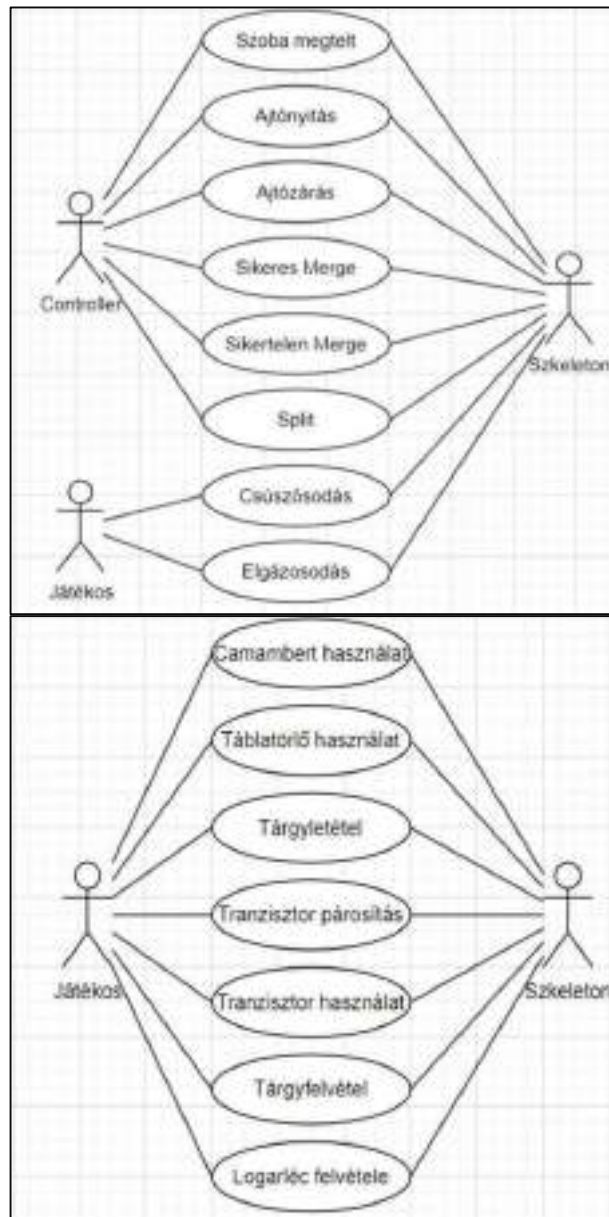 Szoba megtelt
Ajtónyitás
Ajtózárás
Sikeres Merge
Controller
Sikertelen Merge
Szkeleton
Split
Csúszósodás
Játékos
Elgázosodás
Camambert használat
Táblatörlő használat
Tárgyletétel
Tranzisztor párosítás
Játékos
Tranzisztor használat
Szkeleton
Tárgyfelvétel
Logarléc felvétele